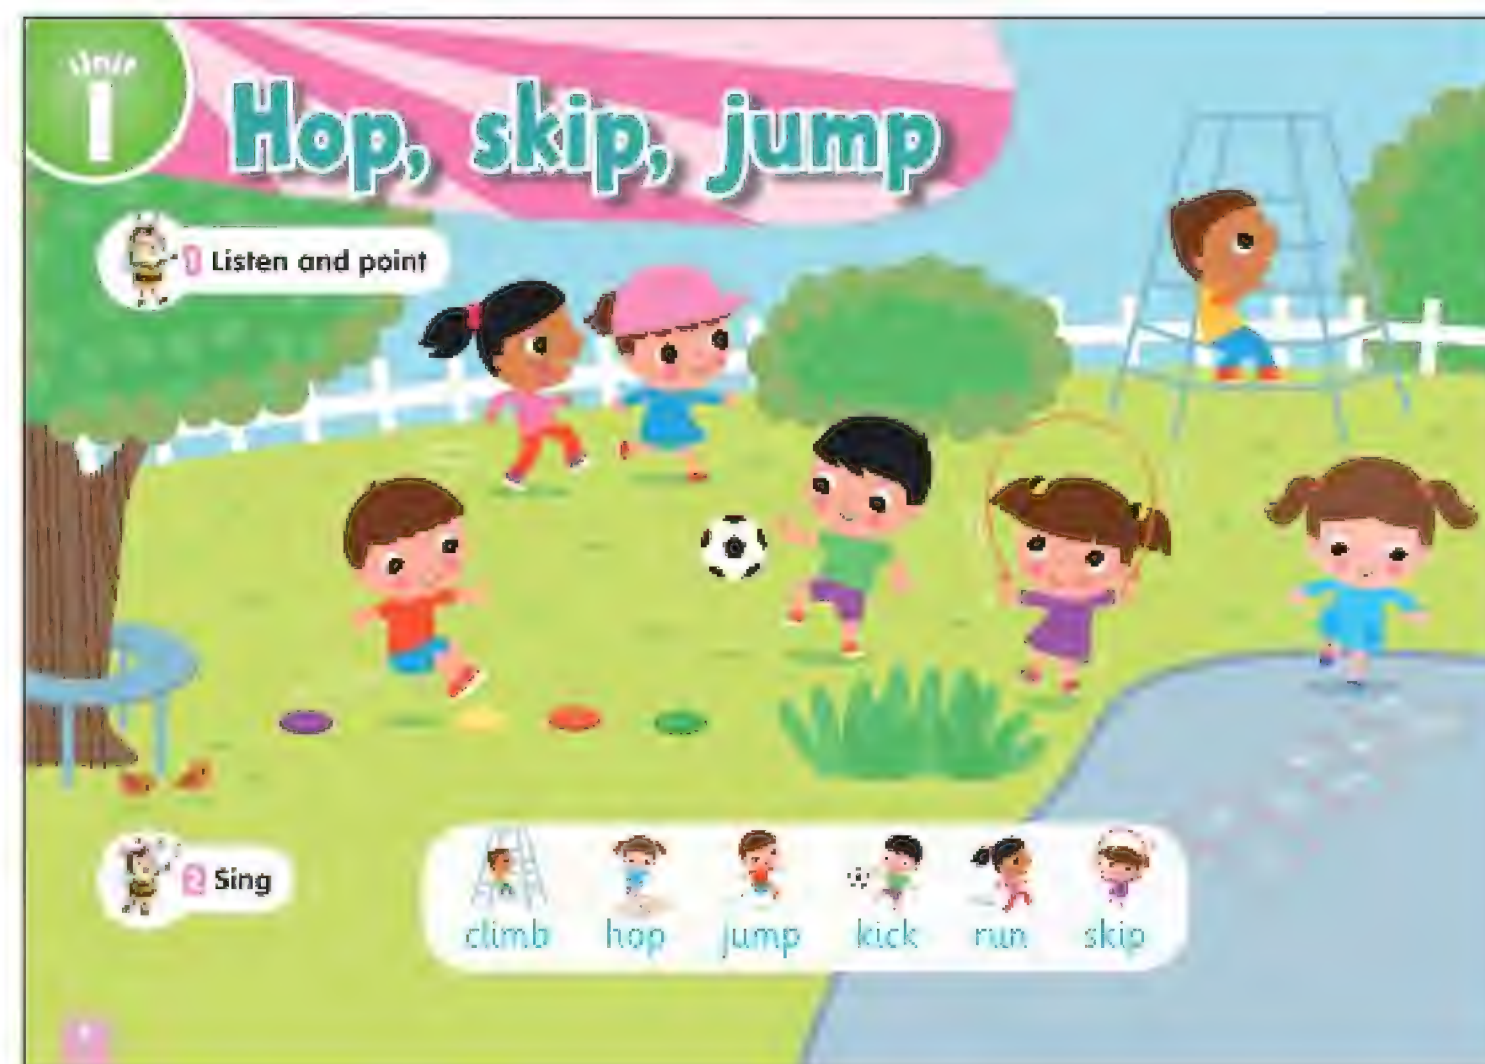 Unit
1
Hop, skip, jump
1 Listen and point
2 Sing
climb hop jump kick run skip